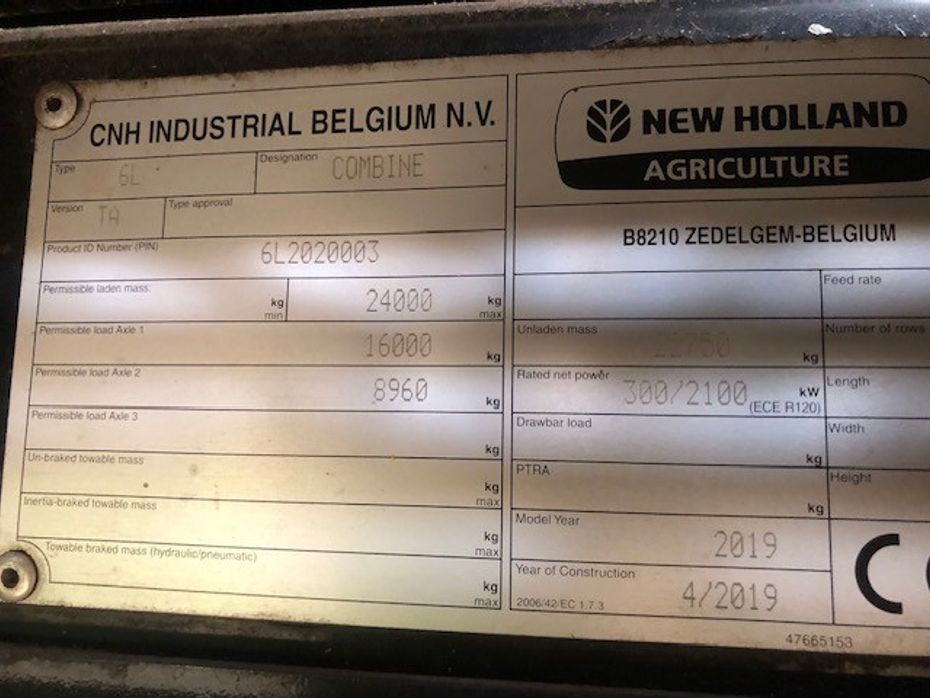 CNH INDUSTRIAL BELGIUM N.V.
Type 6L Designation COMBINE
Version TA Type approval
Product ID Number (PIN) 6L2020003
Permissible laden mass: kg min 24000 kg max
Permissible load Axle 1 16000 kg
Permissible load Axle 2 8960 kg
Permissible load Axle 3 kg
Un-braked towable mass kg max
Inertia-braked towable mass kg max
Towable braked mass (hydraulic/pneumatic) kg max
NEW HOLLAND
AGRICULTURE
B8210 ZEDELGEM-BELGIUM
Feed rate
Unladen mass kg Number of rows
Rated net power 300/2100 kW (ECE R120) Length
Drawbar load kg Width
PTRA kg Height
Model Year 2019
Year of Construction 4/2019
2006/42/EC 1.7.3
CE
47665153